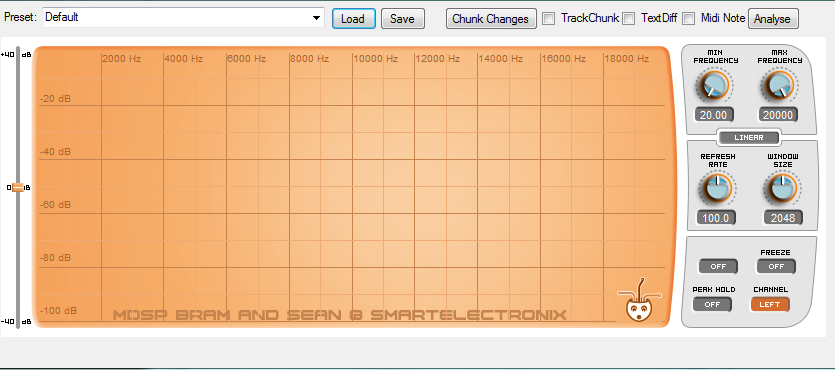 Preset: Default Load Save Chunk Changes TrackChunk TextDiff Midi Note Analyse
+40 dB
2000 Hz 4000 Hz 6000 Hz 8000 Hz 10000 Hz 12000 Hz 14000 Hz 16000 Hz 18000 Hz
-20 dB
-40 dB
0 dB
-60 dB
-80 dB
-100 dB
-40 dB
MDSP BRAM AND SEAN @ SMARTELECTRONIX
MIN FREQUENCY
MAX FREQUENCY
20.00 20000
LINEAR
REFRESH RATE
WINDOW SIZE
100.0 2048
FREEZE
OFF OFF
PEAK HOLD CHANNEL
OFF LEFT